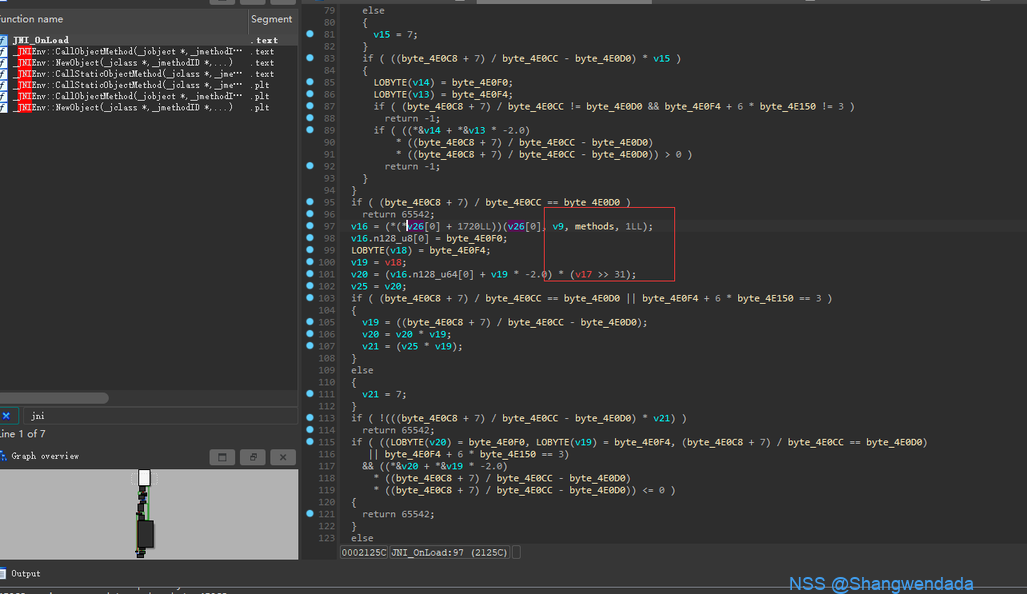 Function name
Segment
JNI_OnLoad
.text
_JNIEnv::CallObjectMethod(_jobject *,_jmethodI⋯
.text
_JNIEnv::NewObject(_jclass *,_jmethodID *,...)
.text
_JNIEnv::CallStaticObjectMethod(_jclass *,_jme⋯
.text
_JNIEnv::CallStaticObjectMethod(_jclass *,_jme⋯
.plt
_JNIEnv::CallObjectMethod(_jobject *,_jmethodI⋯
.plt
_JNIEnv::NewObject(_jclass *,_jmethodID *,...)
.plt
jni
Line 1 of 7
Graph overview
79 else
80 {
81 v15 = 7;
82 }
83 if ( ((byte_4E0C8 + 7) / byte_4E0CC - byte_4E0D0) * v15 )
84 {
85 LOBYTE(v14) = byte_4E0F0;
86 LOBYTE(v13) = byte_4E0F4;
87 if ( (byte_4E0C8 + 7) / byte_4E0CC != byte_4E0D0 && byte_4E0F4 + 6 * byte_4E150 != 3 )
88 return -1;
89 if ( ((*&v14 + *&v13 * -2.0)
90 * ((byte_4E0C8 + 7) / byte_4E0CC - byte_4E0D0)
91 * ((byte_4E0C8 + 7) / byte_4E0CC - byte_4E0D0)) > 0 )
92 return -1;
93 }
94 }
95 if ( (byte_4E0C8 + 7) / byte_4E0CC == byte_4E0D0 )
96 return 65542;
97 v16 = (*(*v26[0] + 1720LL))(v26[0], v9, methods, 1LL);
98 v16.n128_u8[0] = byte_4E0F0;
99 LOBYTE(v18) = byte_4E0F4;
100 v19 = v18;
101 v20 = (v16.n128_u64[0] + v19 * -2.0) * (v17 >> 31);
102 v25 = v20;
103 if ( (byte_4E0C8 + 7) / byte_4E0CC == byte_4E0D0 || byte_4E0F4 + 6 * byte_4E150 == 3 )
104 {
105 v19 = ((byte_4E0C8 + 7) / byte_4E0CC - byte_4E0D0);
106 v20 = v20 * v19;
107 v21 = (v25 * v19);
108 }
109 else
110 {
111 v21 = 7;
112 }
113 if ( !(((byte_4E0C8 + 7) / byte_4E0CC - byte_4E0D0) * v21) )
114 return 65542;
115 if ( ((LOBYTE(v20) = byte_4E0F0, LOBYTE(v19) = byte_4E0F4, (byte_4E0C8 + 7) / byte_4E0CC == byte_4E0D0)
116 || byte_4E0F4 + 6 * byte_4E150 == 3)
117 && ((*&v20 + *&v19 * -2.0)
118 * ((byte_4E0C8 + 7) / byte_4E0CC - byte_4E0D0)
119 * ((byte_4E0C8 + 7) / byte_4E0CC - byte_4E0D0)) <= 0 )
120 {
121 return 65542;
122 }
123 else
0002125C JNI_OnLoad:97 (2125C)
Output
NSS @Shangwendada